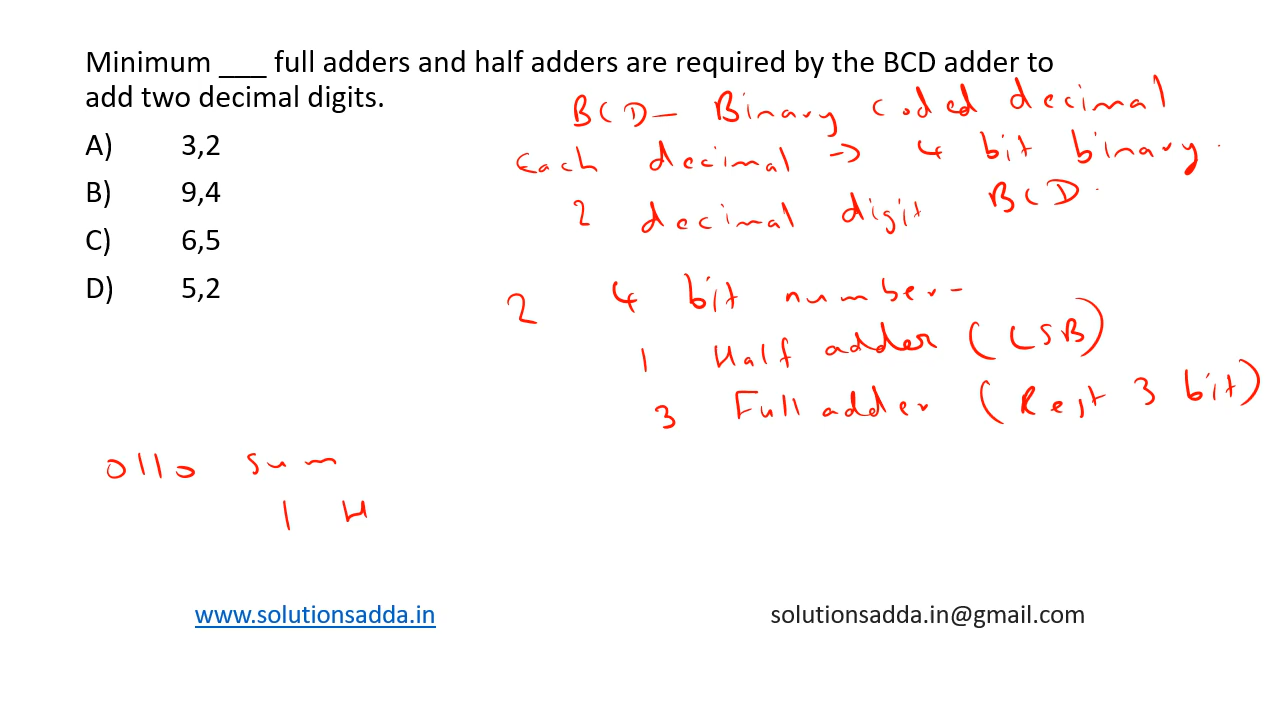 Minimum ___ full adders and half adders are required by the BCD adder to
add two decimal digits.
BCD - Binary coded decimal
A) 3,2
Each decimal -> 4 bit binary.
B) 9,4
2 decimal digit BCD.
C) 6,5
D) 5,2
2 4 bit number -
1 Half adder (LSB)
3 Full adder (Rest 3 bit)
0110 sum
1 H
www.solutionsadda.in
solutionsadda.in@gmail.com